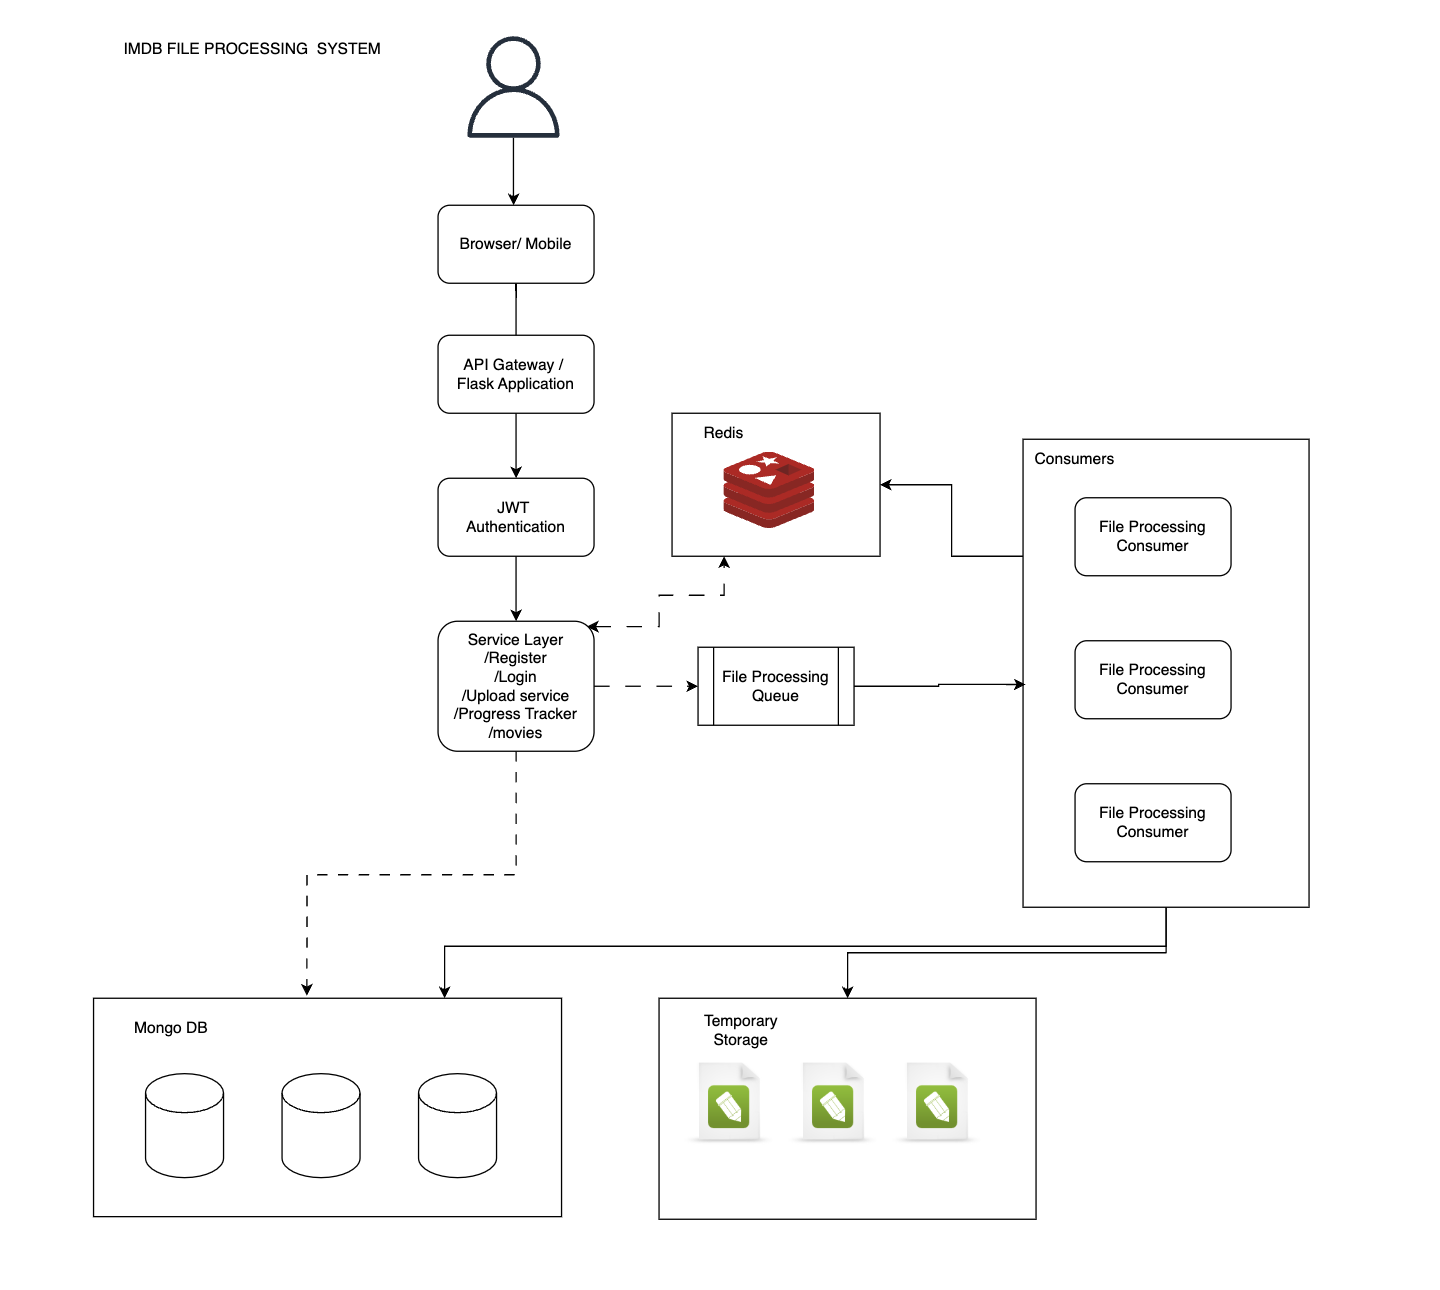 IMDB FILE PROCESSING  SYSTEM
Browser/ Mobile
API Gateway /
Flask Application
JWT
Authentication
Redis
Consumers
File Processing
Consumer
Service Layer
/Register
/Login
/Upload service
/Progress Tracker
/movies
File Processing
Queue
File Processing
Consumer
File Processing
Consumer
Mongo DB
Temporary
Storage